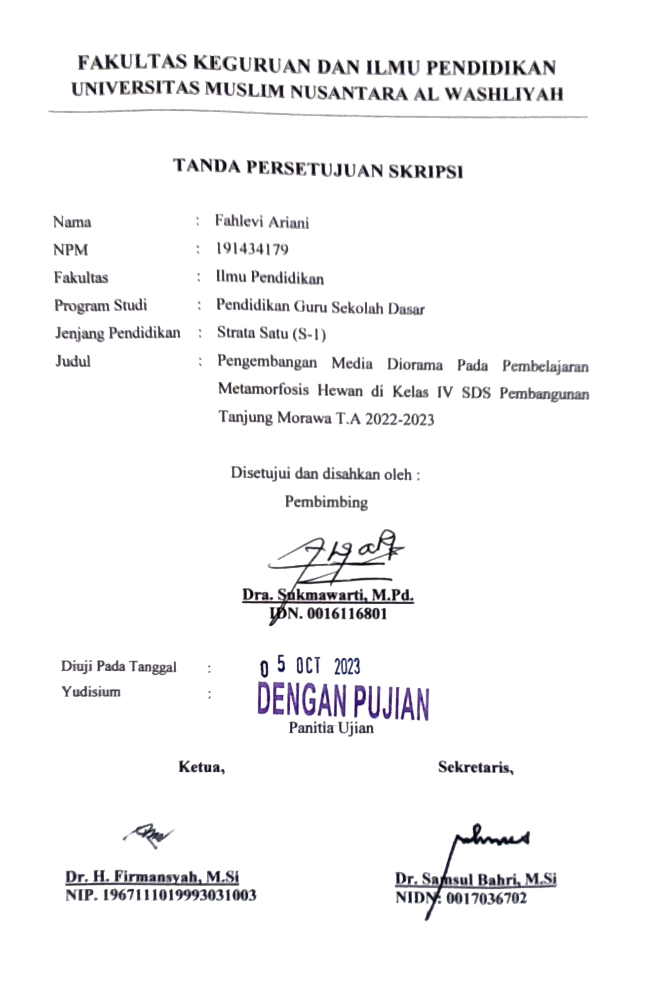 FAKULTAS KEGURUAN DAN ILMU PENDIDIKAN
UNIVERSITAS MUSLIM NUSANTARA AL WASHLIYAH
TANDA PERSETUJUAN SKRIPSI
Nama : Fahlevi Ariani
NPM : 191434179
Fakultas : Ilmu Pendidikan
Program Studi : Pendidikan Guru Sekolah Dasar
Jenjang Pendidikan : Strata Satu (S-1)
Judul : Pengembangan Media Diorama Pada Pembelajaran
Metamorfosis Hewan di Kelas IV SDS Pembangunan
Tanjung Morawa T.A 2022-2023
Disetujui dan disahkan oleh :
Pembimbing
Dra. Sukmawarti, M.Pd.
IDN. 0016116801
Diuji Pada Tanggal : 05 OCT 2023
Yudisium : DENGAN PUJIAN
Panitia Ujian
Ketua, Sekretaris,
Dr. H. Firmansyah, M.Si Dr. Samsul Bahri, M.Si
NIP. 1967111019993031003 NIDN: 0017036702